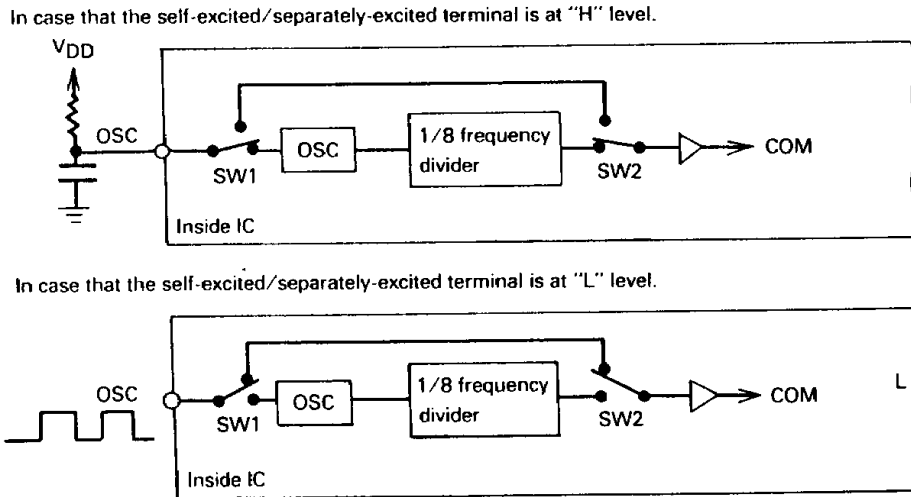 In case that the self-excited/separately-excited terminal is at "H" level.
VDD
OSC
SW1
OSC
1/8 frequency
divider
SW2
COM
Inside IC
In case that the self-excited/separately-excited terminal is at "L" level.
OSC
SW1
OSC
1/8 frequency
divider
SW2
COM
L
Inside IC